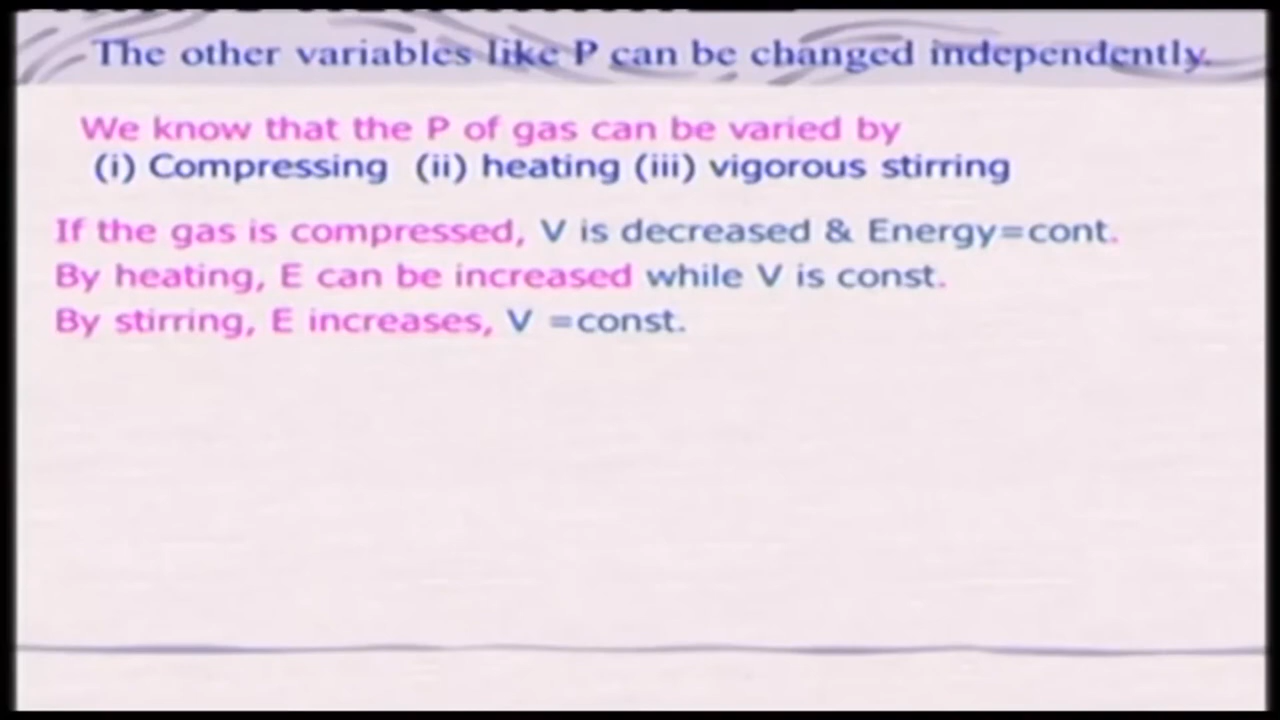 The other variables like P can be changed independently.
We know that the P of gas can be varied by
(i) Compressing (ii) heating (iii) vigorous stirring
If the gas is compressed, V is decreased & Energy=cont.
By heating, E can be increased while V is const.
By stirring, E increases, V =const.